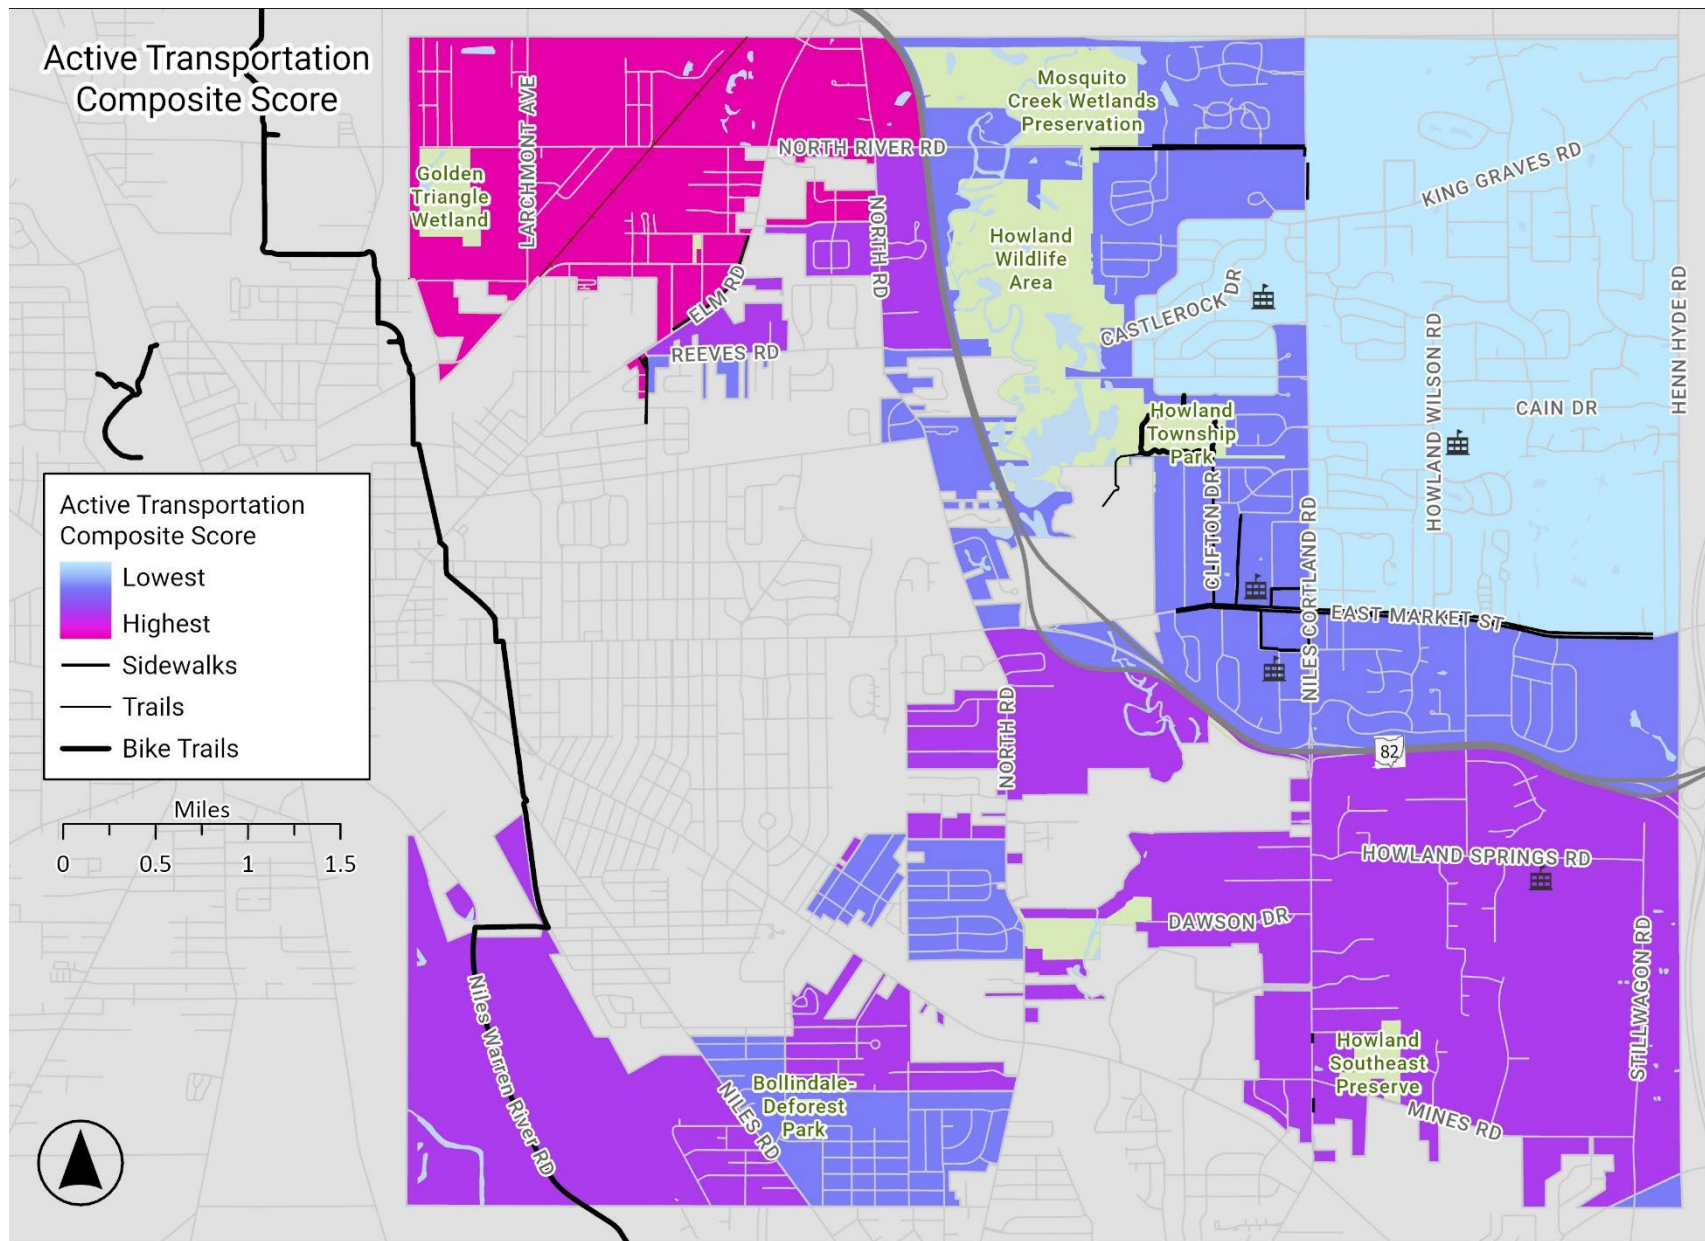 Active Transportation
Composite Score
LARCHMONT AVE
Mosquito
Creek Wetlands
Preservation
NORTH RIVER RD
KING GRAVES RD
Golden
Triangle
Wetland
NORTH RD
Howland
Wildlife
Area
ELM RD
CASTLEROCK DR
HENN HYDE RD
REEVES RD
HOWLAND WILSON RD
CAIN DR
Howland
Township
Park
Active Transportation
Composite Score
Lowest
Highest
Sidewalks
Trails
Bike Trails
CLIFTON DR
NILES CORTLAND RD
EAST MARKET ST
NORTH RD
82
Miles
0 0.5 1 1.5
HOWLAND SPRINGS RD
DAWSON DR
STILLWAGON RD
Niles Warren River RD
Howland
Southeast
Preserve
Bollindale-
Deforest
Park
NILES RD
MINES RD